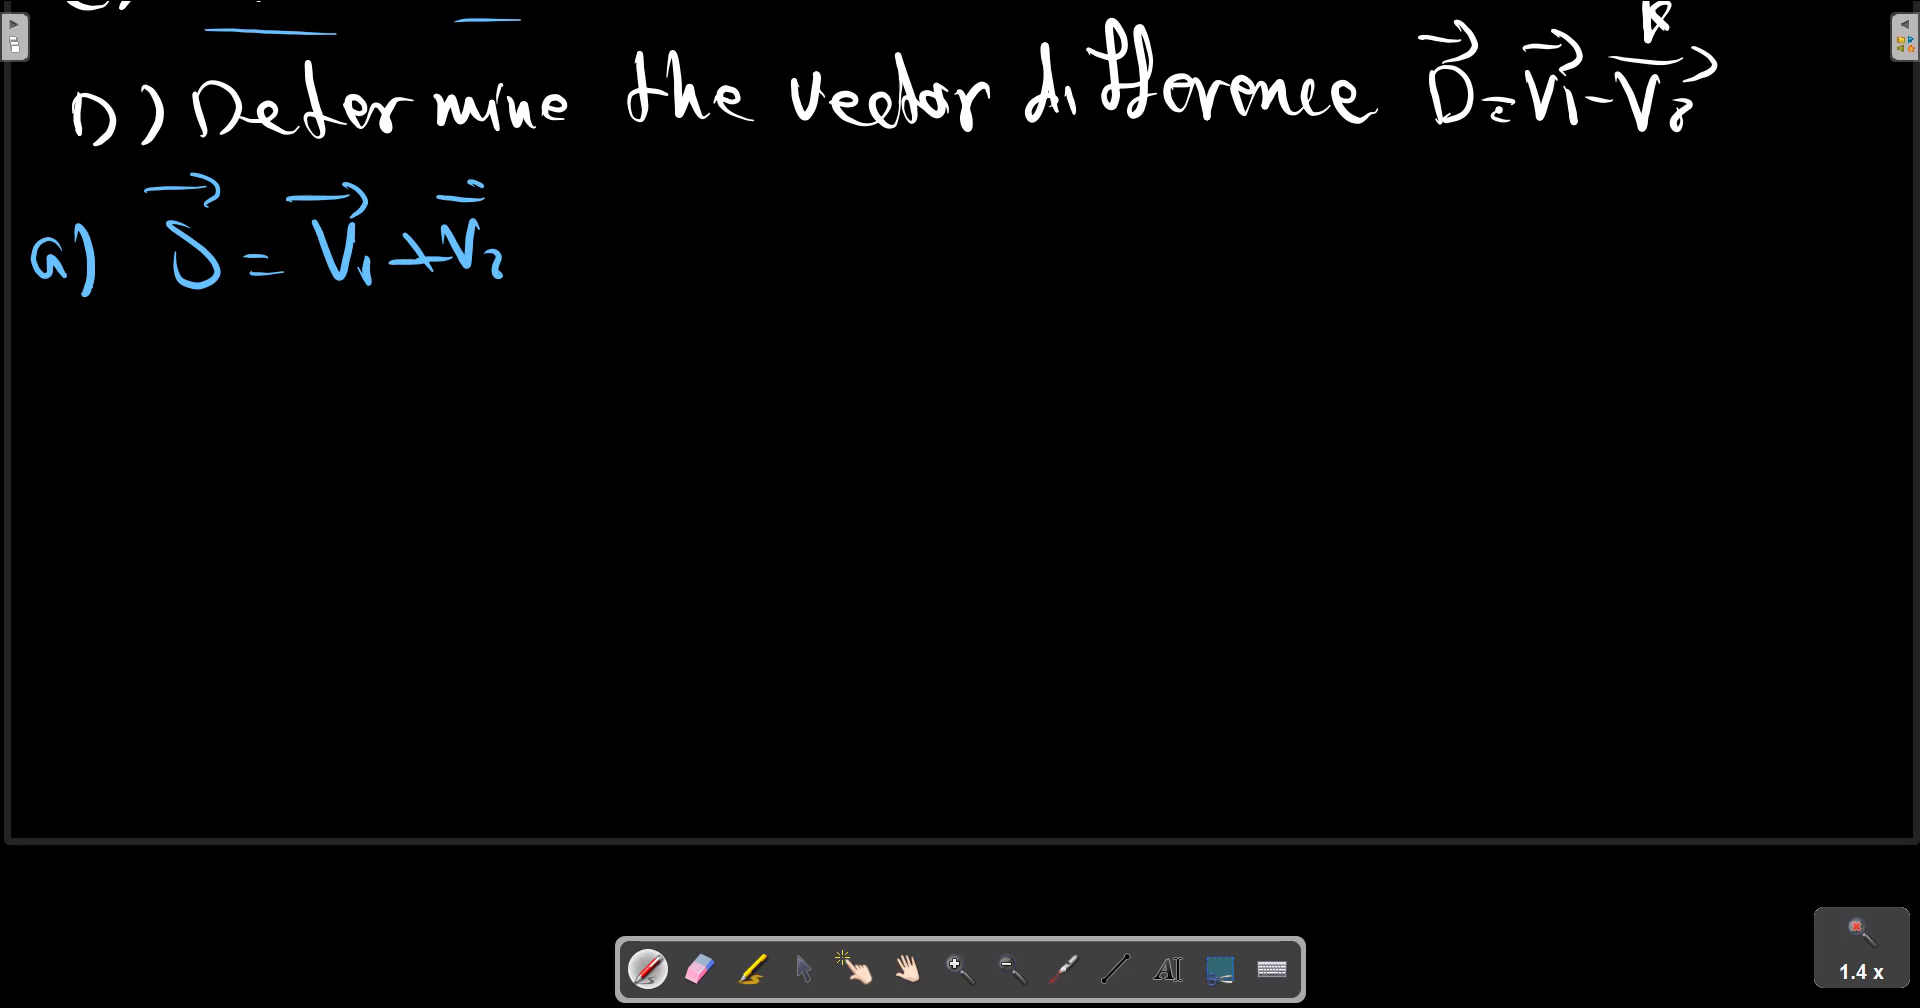 D) Determine the vector difference D⃗ = V⃗1 - V⃗2
a) S⃗ = V⃗1 + V⃗2
1.4 x